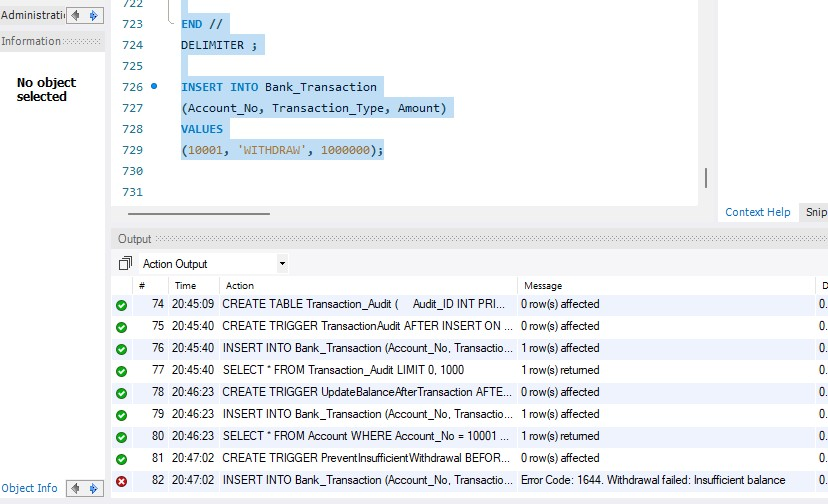 Administrati
Information
No object
selected
Object Info
722
723 END //
724 DELIMITER ;
725
726 INSERT INTO Bank_Transaction
727 (Account_No, Transaction_Type, Amount)
728 VALUES
729 (10001, 'WITHDRAW', 1000000);
730
731
Context Help Snip
Output
Action Output
# Time Action Message D
74 20:45:09 CREATE TABLE Transaction_Audit ( Audit_ID INT PRI... 0 row(s) affected 0.
75 20:45:40 CREATE TRIGGER TransactionAudit AFTER INSERT ON ... 0 row(s) affected 0.
76 20:45:40 INSERT INTO Bank_Transaction (Account_No, Transactio... 1 row(s) affected 0.
77 20:45:40 SELECT * FROM Transaction_Audit LIMIT 0, 1000 1 row(s) returned 0.
78 20:46:23 CREATE TRIGGER UpdateBalanceAfterTransaction AFTE... 0 row(s) affected 0.
79 20:46:23 INSERT INTO Bank_Transaction (Account_No, Transactio... 1 row(s) affected 0.
80 20:46:23 SELECT * FROM Account WHERE Account_No = 10001 ... 1 row(s) returned 0.
81 20:47:02 CREATE TRIGGER PreventInsufficientWithdrawal BEFOR... 0 row(s) affected 0.
82 20:47:02 INSERT INTO Bank_Transaction (Account_No, Transactio... Error Code: 1644. Withdrawal failed: Insufficient balance 0.